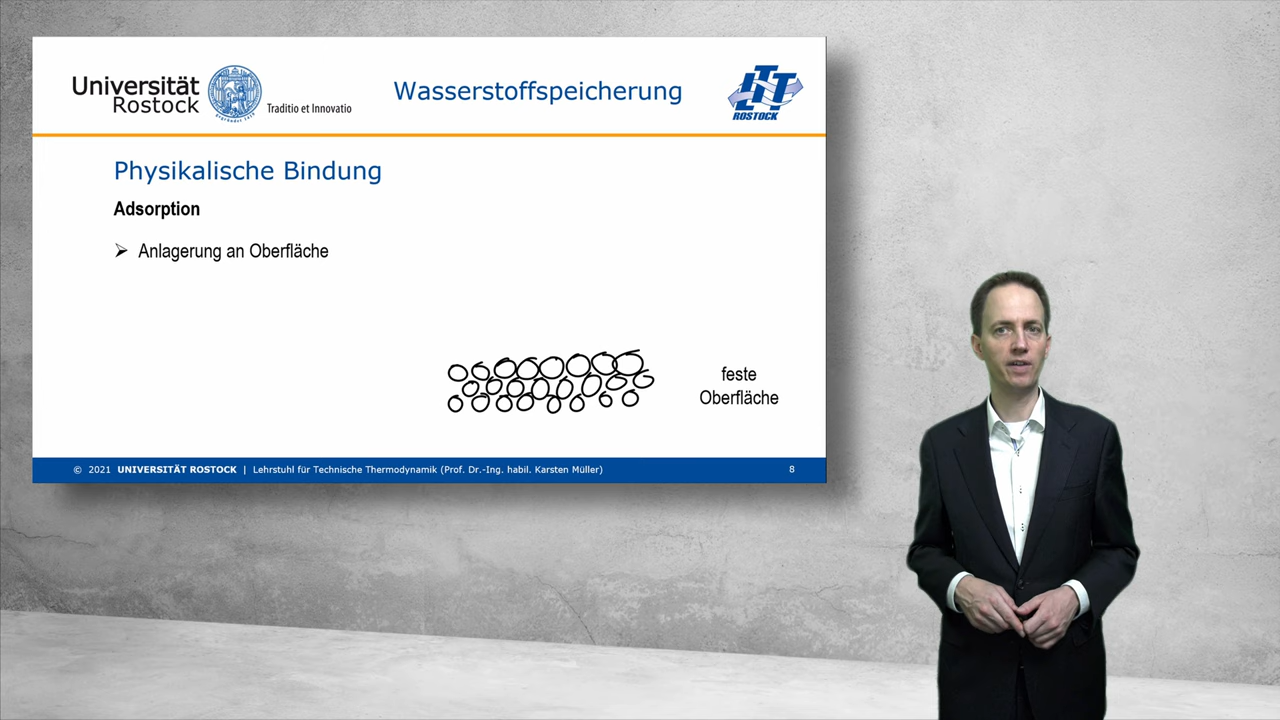 Universität
Rostock
Traditio et Innovatio
Wasserstoffspeicherung
LTT
ROSTOCK
Physikalische Bindung
Adsorption
Anlagerung an Oberfläche
feste
Oberfläche
© 2021 UNIVERSITÄT ROSTOCK | Lehrstuhl für Technische Thermodynamik (Prof. Dr.-Ing. habil. Karsten Müller)
8